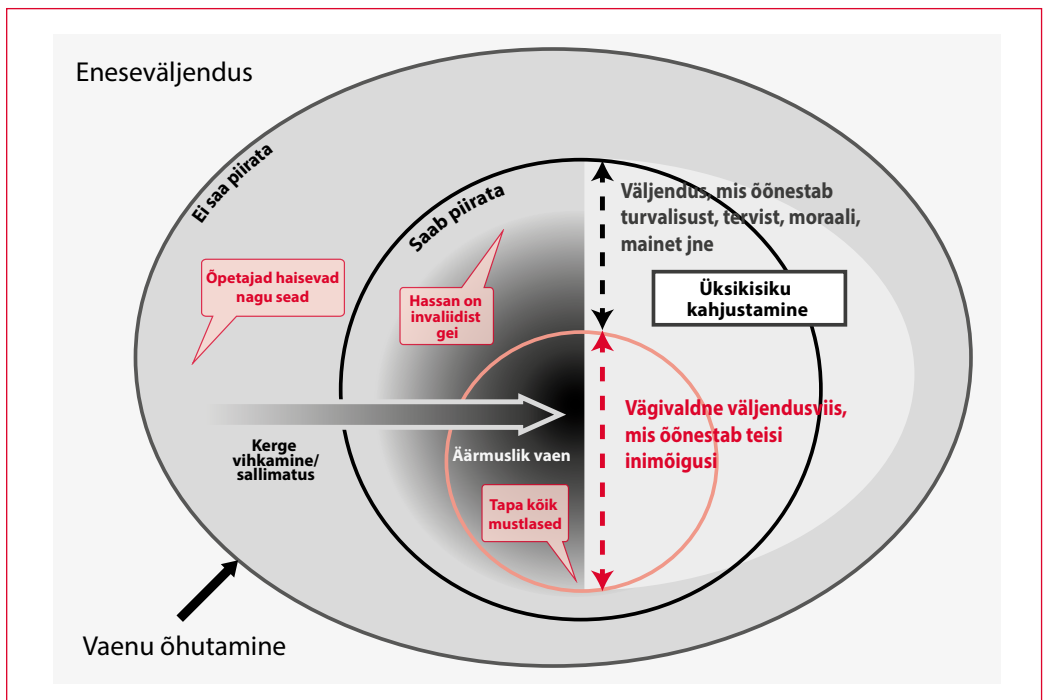 Eneseväljendus
Ei saa piirata
Saab piirata
Väljendus, mis õõnestab
turvalisust, tervist, moraali,
mainet jne
Õpetajad haisevad
nagu sead
Hassan on
invaliidist
gei
Üksikisiku
kahjustamine
Vägivaldne väljendusviis,
mis õõnestab teisi
inimõigusi
Kerge
vihkamine/
sallimatus
Äärmuslik vaen
Tapa kõik
mustlased
Vaenu õhutamine